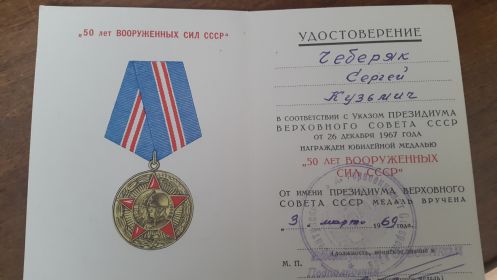 „50 лет ВООРУЖЕННЫХ СИЛ СССР“
УДОСТОВЕРЕНИЕ
Чеберяк
Сергей
Кузьмич
В СООТВЕТСТВИИ С УКАЗОМ ПРЕЗИДИУМА
ВЕРХОВНОГО СОВЕТА СССР
ОТ 26 ДЕКАБРЯ 1967 ГОДА
НАГРАЖДЕН ЮБИЛЕЙНОЙ МЕДАЛЬЮ
„50 ЛЕТ ВООРУЖЕННЫХ
СИЛ СССР“
ОТ ИМЕНИ ПРЕЗИДИУМА ВЕРХОВНОГО
СОВЕТА СССР МЕДАЛЬ ВРУЧЕНА
„3“ марта 1969 года.
(должность,
М. П.